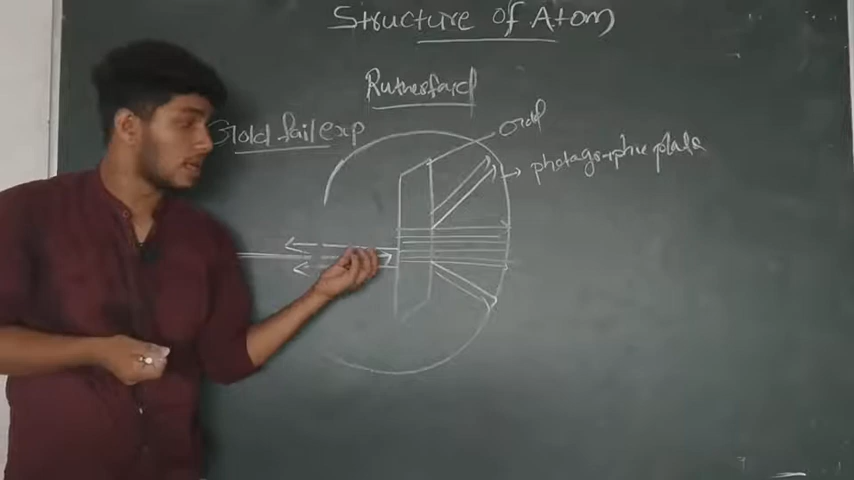 Structure of Atom
Rutherford
Gold foil exp
photographic plate